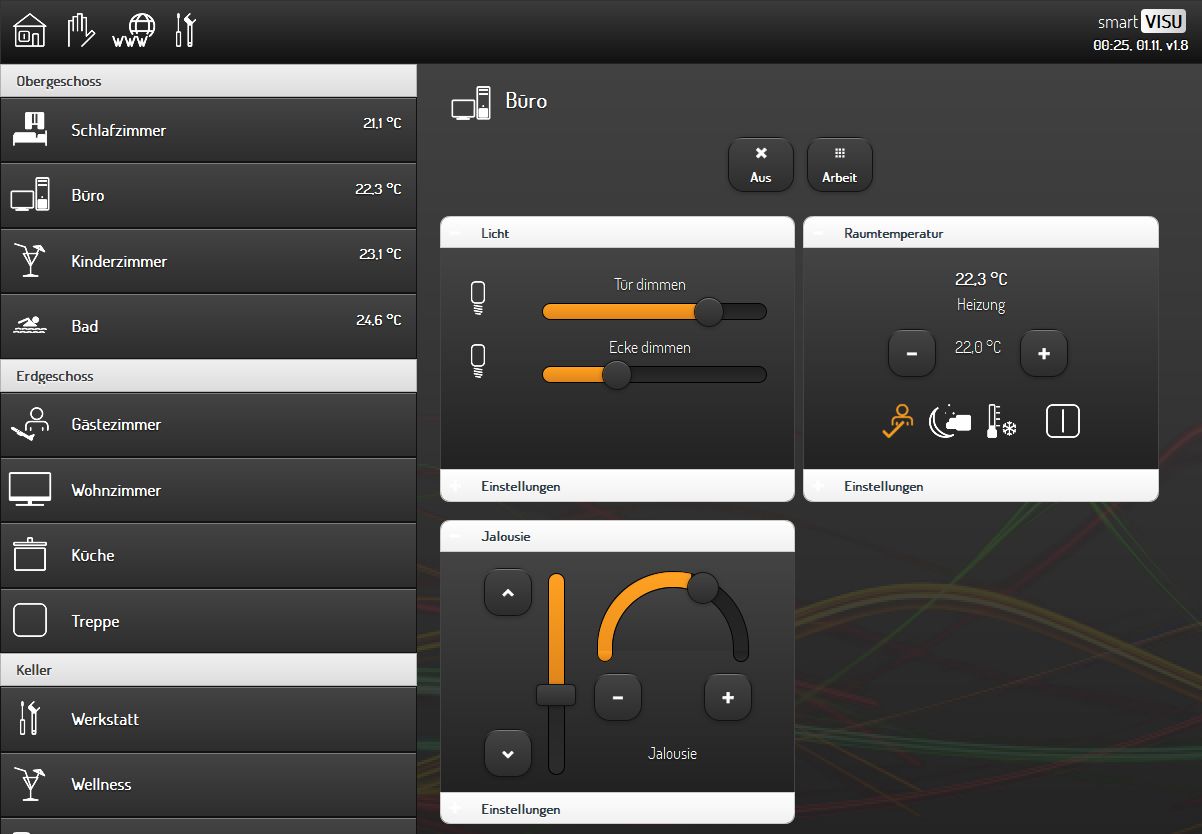 www
smart VISU
00:25, 01.11, v1.8
Obergeschoss
Schlafzimmer 21,1 °C
Büro 22,3 °C
Kinderzimmer 23,1 °C
Bad 24,6 °C
Erdgeschoss
Gästezimmer
Wohnzimmer
Küche
Treppe
Keller
Werkstatt
Wellness
Büro
Aus
Arbeit
Licht
Tür dimmen
Ecke dimmen
Einstellungen
Raumtemperatur
22,3 °C
Heizung
22,0 °C
Einstellungen
Jalousie
Jalousie
Einstellungen